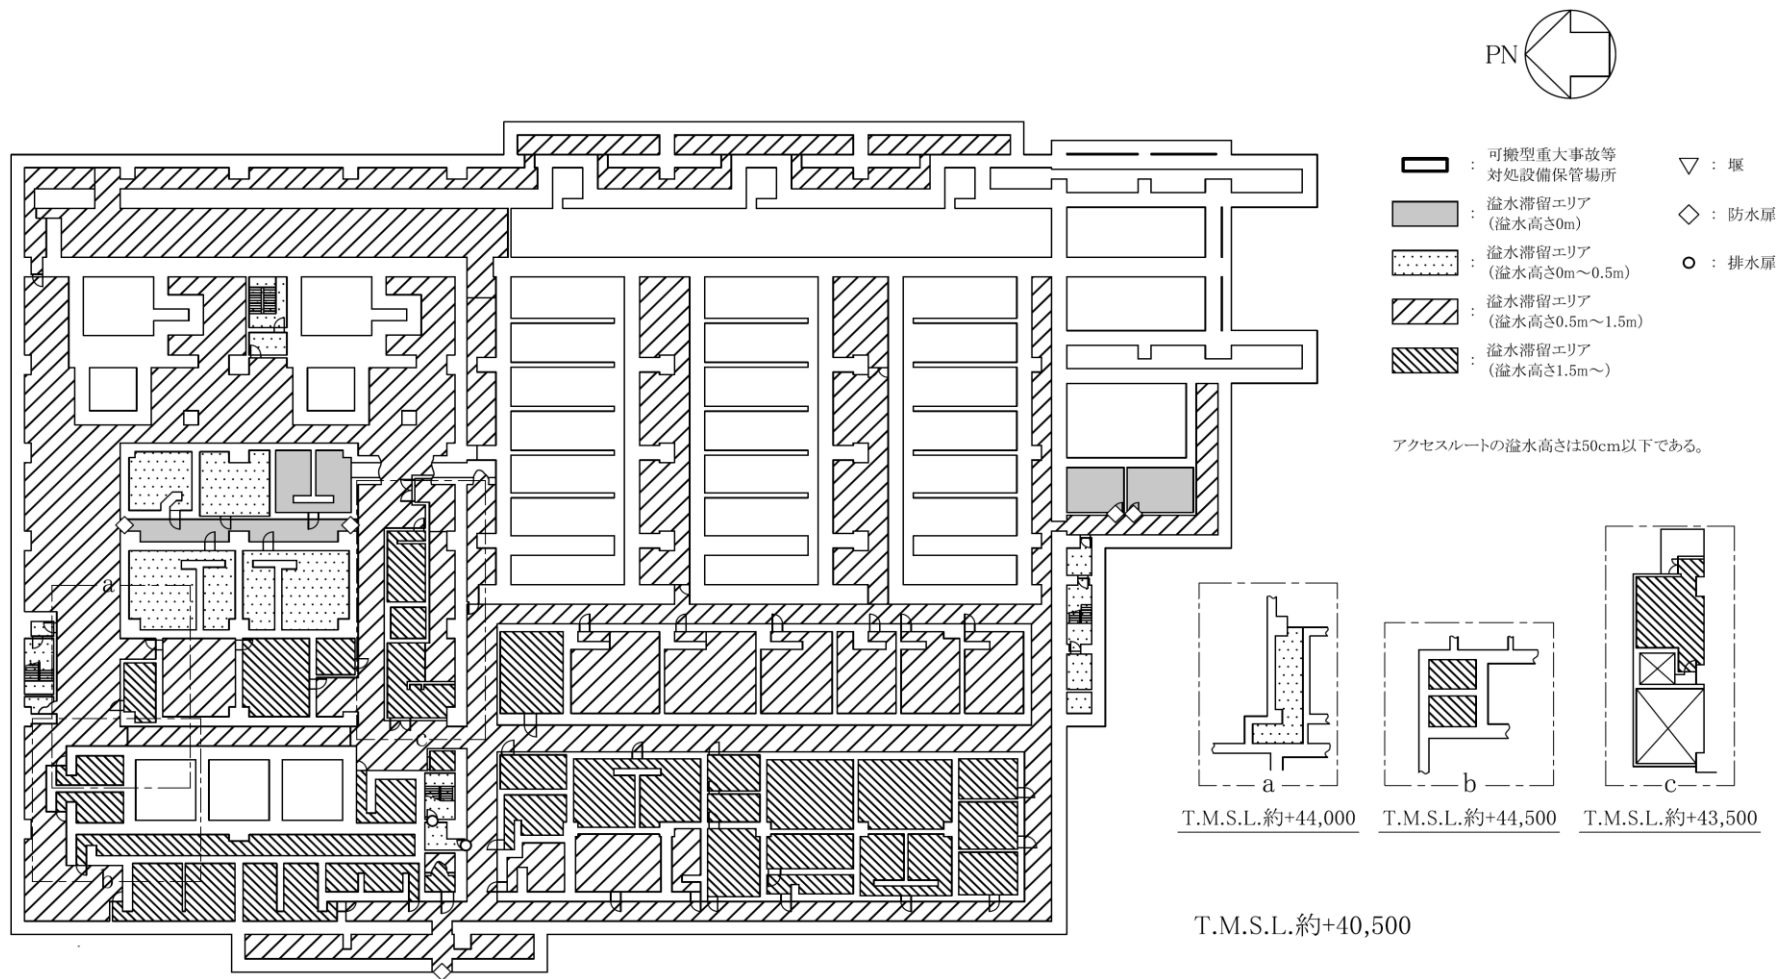 PN
: 可搬型重大事故等
対処設備保管場所
: 溢水滞留エリア
(溢水高さ0m)
: 溢水滞留エリア
(溢水高さ0m～0.5m)
: 溢水滞留エリア
(溢水高さ0.5m～1.5m)
: 溢水滞留エリア
(溢水高さ1.5m～)
: 堰
: 防水扉
: 排水扉
アクセスルートの溢水高さは50cm以下である。
a
c
b
a
T.M.S.L.約+44,000
b
T.M.S.L.約+44,500
c
T.M.S.L.約+43,500
T.M.S.L.約+40,500